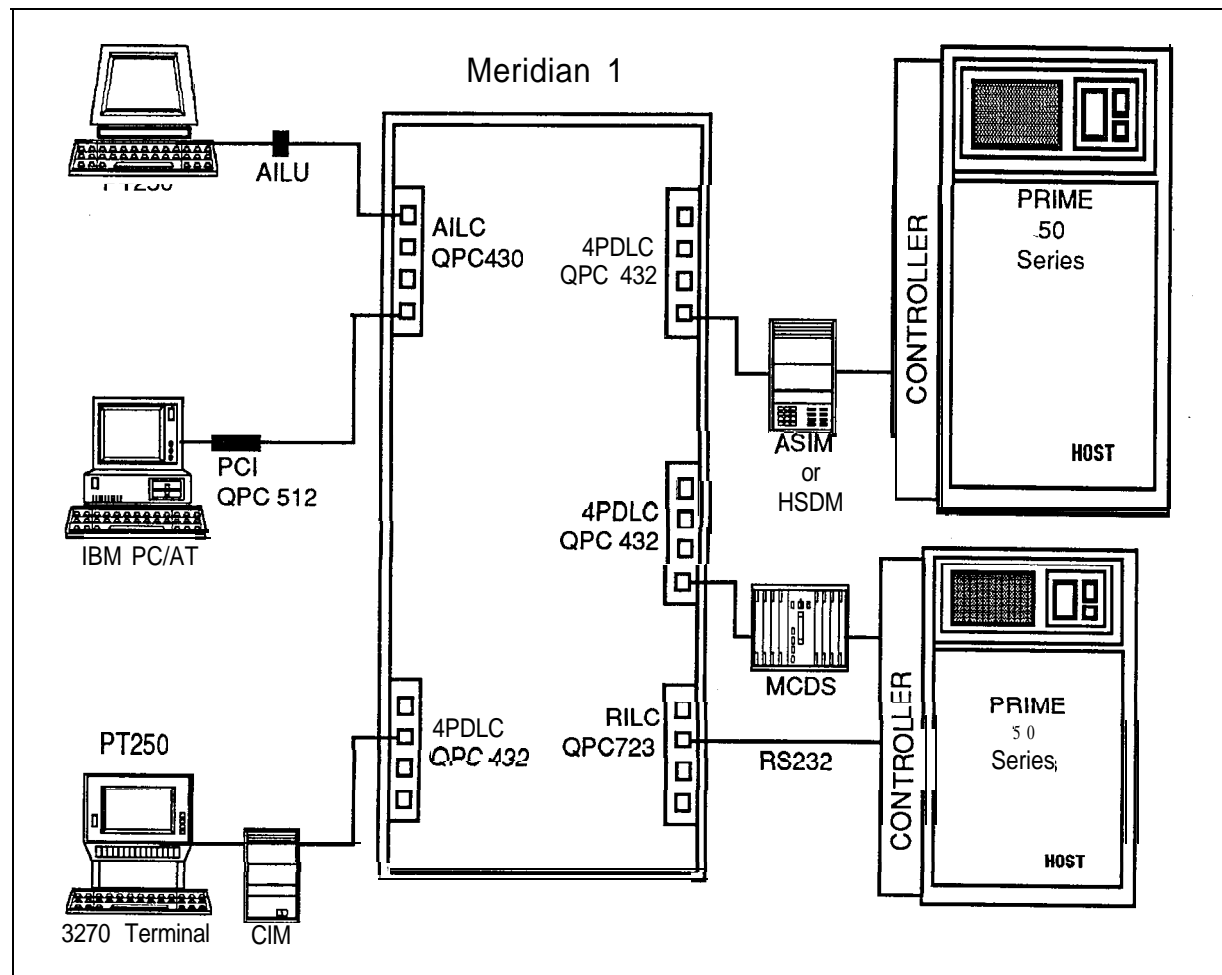 Meridian 1
AILU
AILC
QPC430
4PDLC
QPC 432
CONTROLLER
PRIME
50
Series
HOST
PCI
QPC 512
IBM PC/AT
ASIM
or
HSDM
4PDLC
QPC 432
MCDS
CONTROLLER
PRIME
50
Series
HOST
PT250
4PDLC
QPC 432
RILC
QPC723
RS232
3270 Terminal
CIM